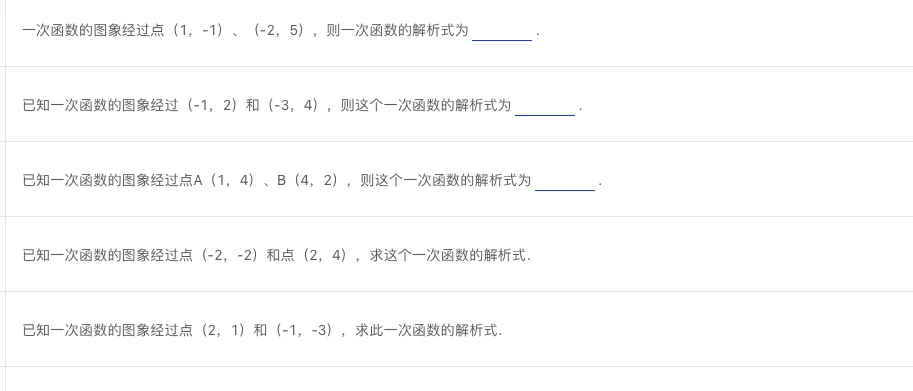 一次函数的图象经过点（1，-1）、（-2，5），则一次函数的解析式为________．
已知一次函数的图象经过（-1，2）和（-3，4），则这个一次函数的解析式为________．
已知一次函数的图象经过点A（1，4）、B（4，2），则这个一次函数的解析式为________．
已知一次函数的图象经过点（-2，-2）和点（2，4），求这个一次函数的解析式.
已知一次函数的图象经过点（2，1）和（-1，-3），求此一次函数的解析式.